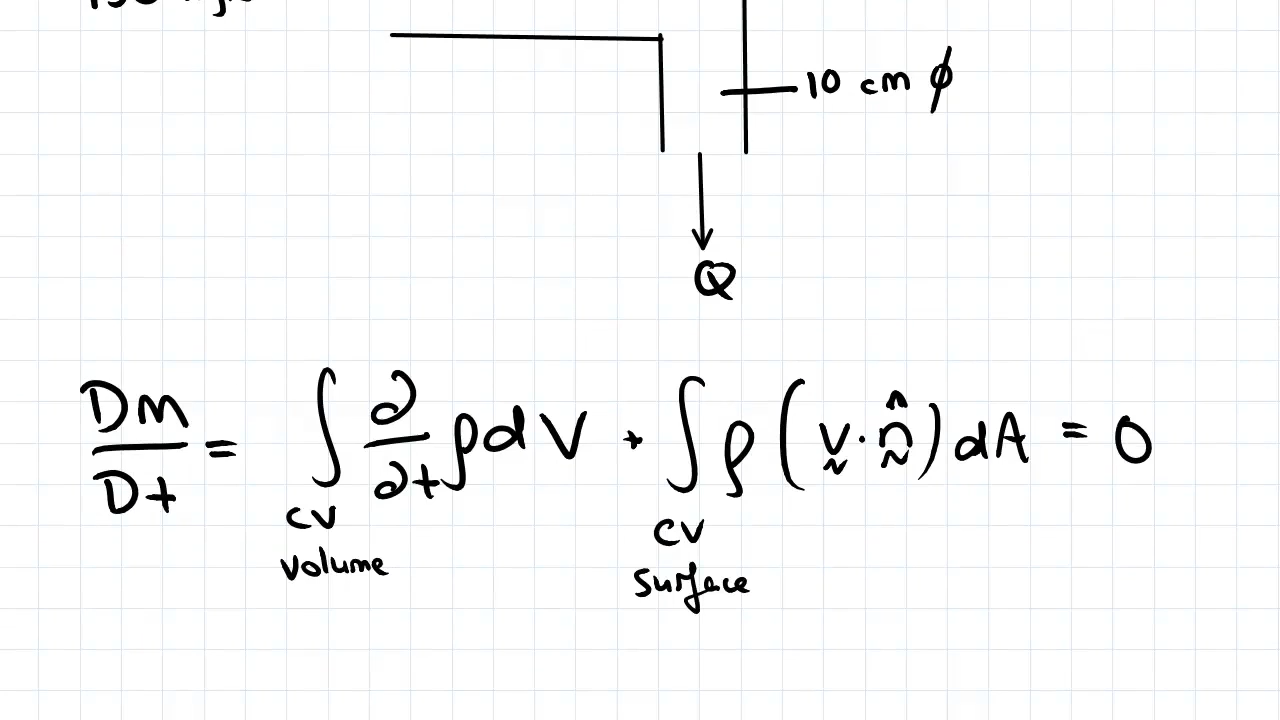 10 cm ϕ
Q
Dm/Dt = ∫ ∂/∂t ρ dV + ∫ ρ (v · n̂) dA = 0
CV CV
volume surface